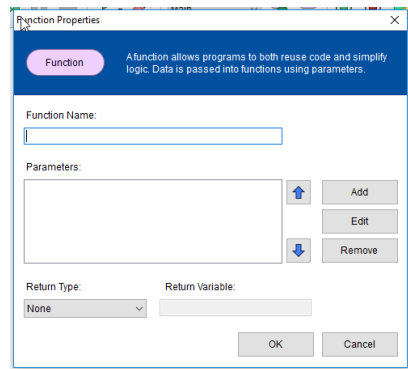 Function Properties
Function
A function allows programs to both reuse code and simplify
logic. Data is passed into functions using parameters.
Function Name:
Parameters:
Add
Edit
Remove
Return Type:
Return Variable:
None
OK
Cancel